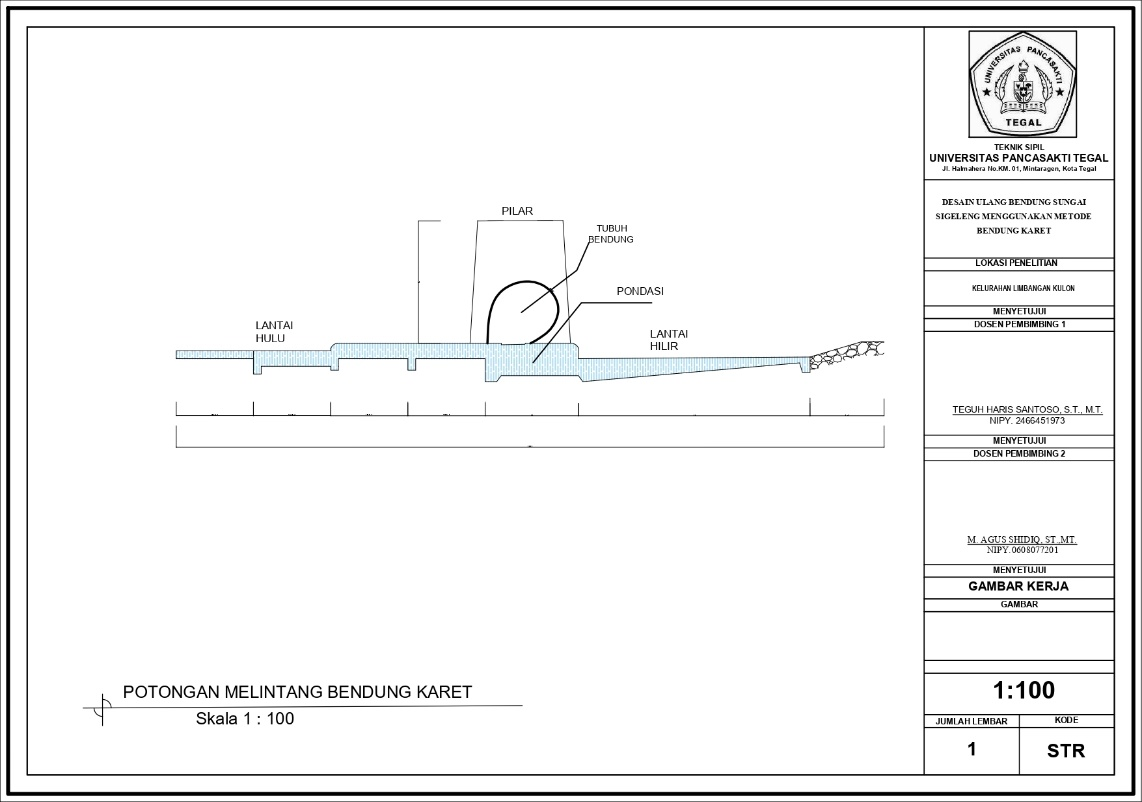 PILAR
TUBUH
BENDUNG
PONDASI
LANTAI
HULU
LANTAI
HILIR
POTONGAN MELINTANG BENDUNG KARET
Skala 1 : 100
UNIVERSITAS PANCASAKTI
TEGAL
TEKNIK SIPIL
UNIVERSITAS PANCASAKTI TEGAL
Jl. Halmahera No.KM. 01, Mintaragen, Kota Tegal
DESAIN ULANG BENDUNG SUNGAI
SIGELENG MENGGUNAKAN METODE
BENDUNG KARET
LOKASI PENELITIAN
KELURAHAN LIMBANGAN KULON
MENYETUJUI
DOSEN PEMBIMBING 1
TEGUH HARIS SANTOSO, S.T., M.T.
NIPY. 2466451973
MENYETUJUI
DOSEN PEMBIMBING 2
M. AGUS SHIDIQ, ST.,MT.
NIPY. 0608077201
MENYETUJUI
GAMBAR KERJA
GAMBAR
1:100
JUMLAH LEMBAR
KODE
1
STR